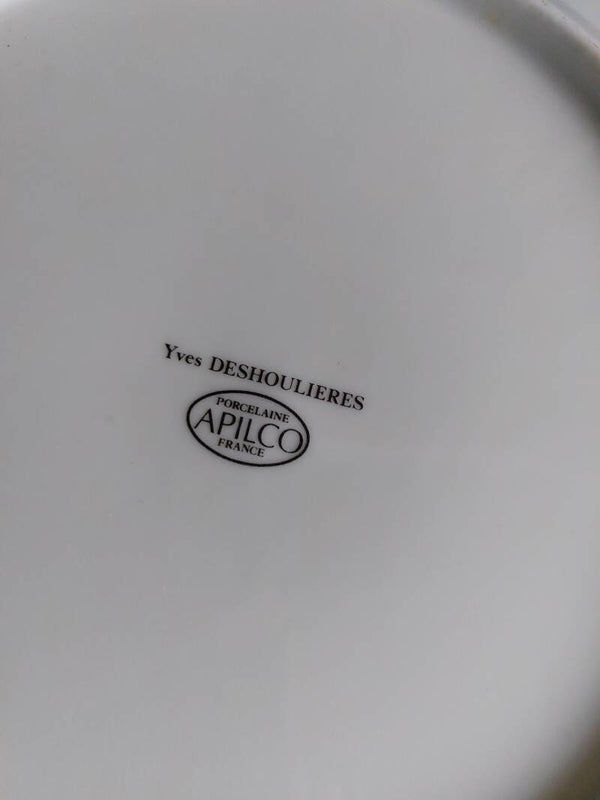 Yves DESHOULIERES
PORCELAINE
APILCO
FRANCE